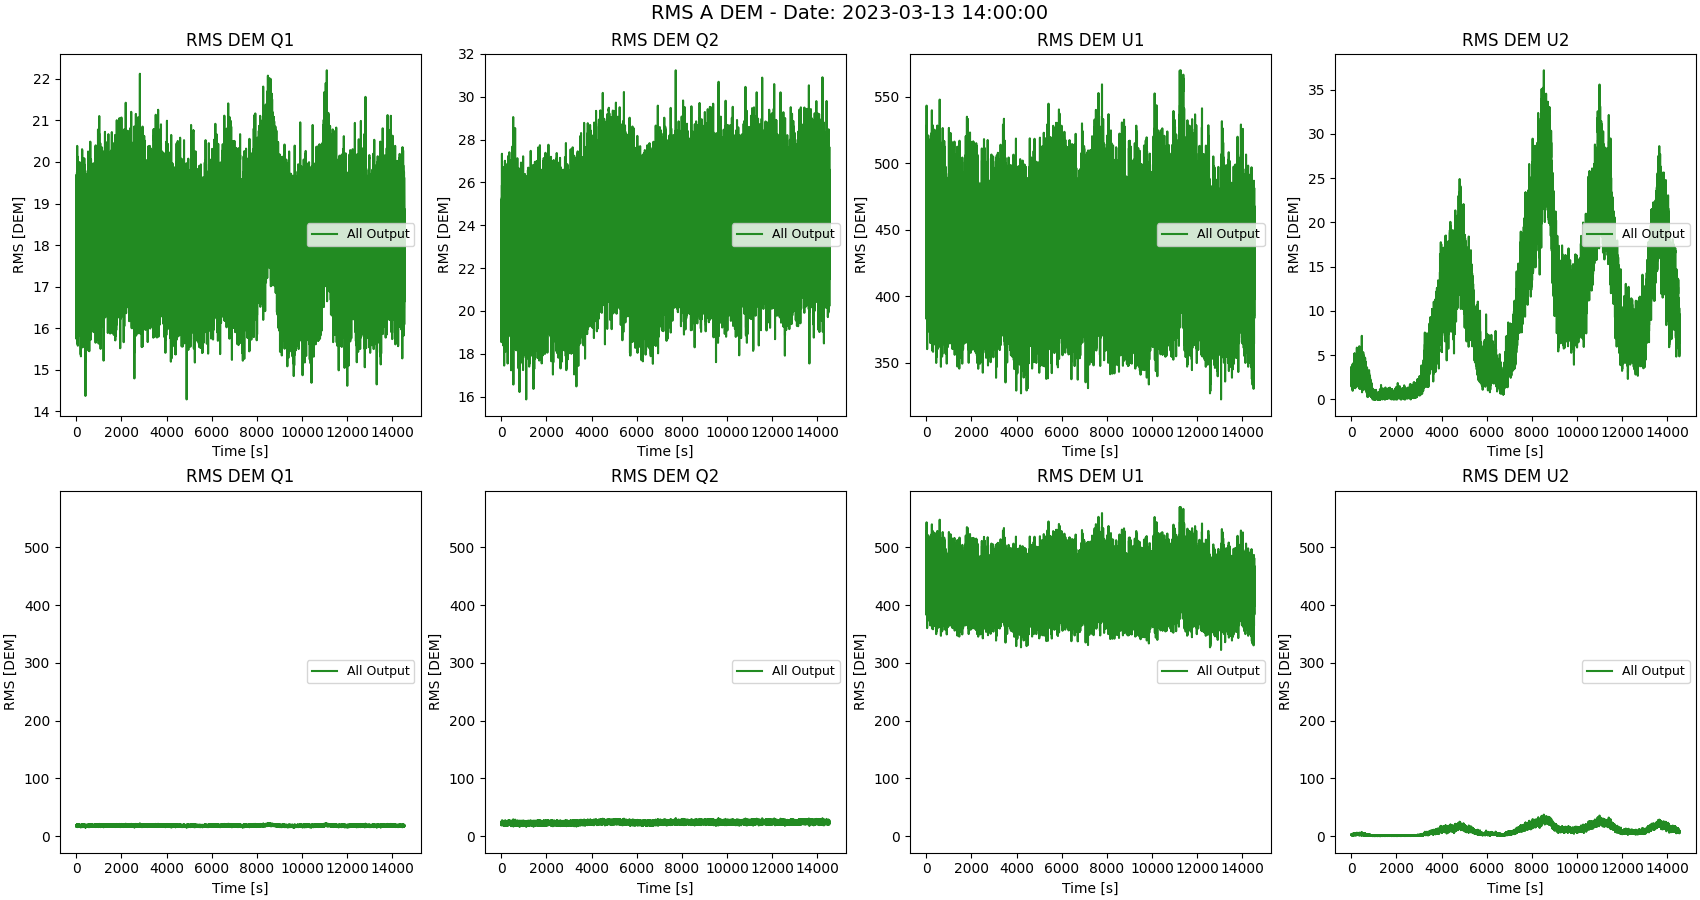 RMS A DEM - Date: 2023-03-13 14:00:00
RMS DEM Q1
RMS [DEM]
22
21
20
19
18
17
16
15
14
0 2000 4000 6000 8000 10000 12000 14000
Time [s]
All Output
RMS DEM Q2
RMS [DEM]
32
30
28
26
24
22
20
18
16
0 2000 4000 6000 8000 10000 12000 14000
Time [s]
All Output
RMS DEM U1
RMS [DEM]
550
500
450
400
350
0 2000 4000 6000 8000 10000 12000 14000
Time [s]
All Output
RMS DEM U2
RMS [DEM]
35
30
25
20
15
10
5
0
0 2000 4000 6000 8000 10000 12000 14000
Time [s]
All Output
RMS DEM Q1
RMS [DEM]
500
400
300
200
100
0
0 2000 4000 6000 8000 10000 12000 14000
Time [s]
All Output
RMS DEM Q2
RMS [DEM]
500
400
300
200
100
0
0 2000 4000 6000 8000 10000 12000 14000
Time [s]
All Output
RMS DEM U1
RMS [DEM]
500
400
300
200
100
0
0 2000 4000 6000 8000 10000 12000 14000
Time [s]
All Output
RMS DEM U2
RMS [DEM]
500
400
300
200
100
0
0 2000 4000 6000 8000 10000 12000 14000
Time [s]
All Output